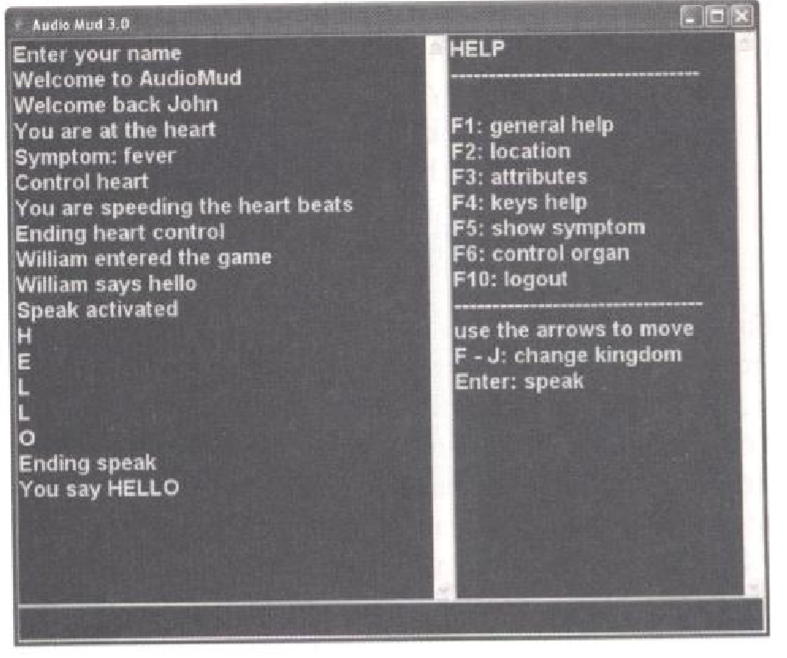 Audio Mud 3.0
Enter your name
Welcome to AudioMud
Welcome back John
You are at the heart
Symptom: fever
Control heart
You are speeding the heart beats
Ending heart control
William entered the game
William says hello
Speak activated
H
E
L
L
O
Ending speak
You say HELLO
HELP
--------------------------------
F1: general help
F2: location
F3: attributes
F4: keys help
F5: show symptom
F6: control organ
F10: logout
--------------------------------
use the arrows to move
F - J: change kingdom
Enter: speak